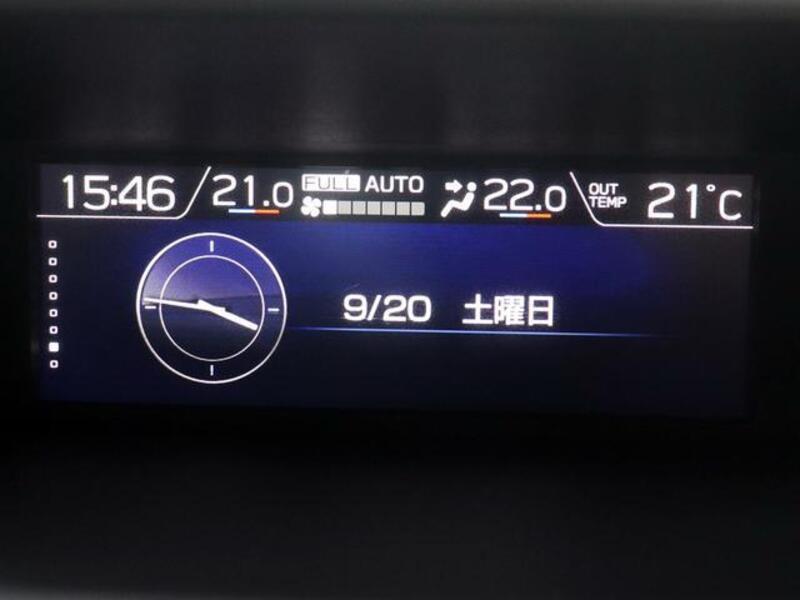 15:46 21.0 FULL AUTO 22.0 OUT TEMP 21°C
9/20 土曜日